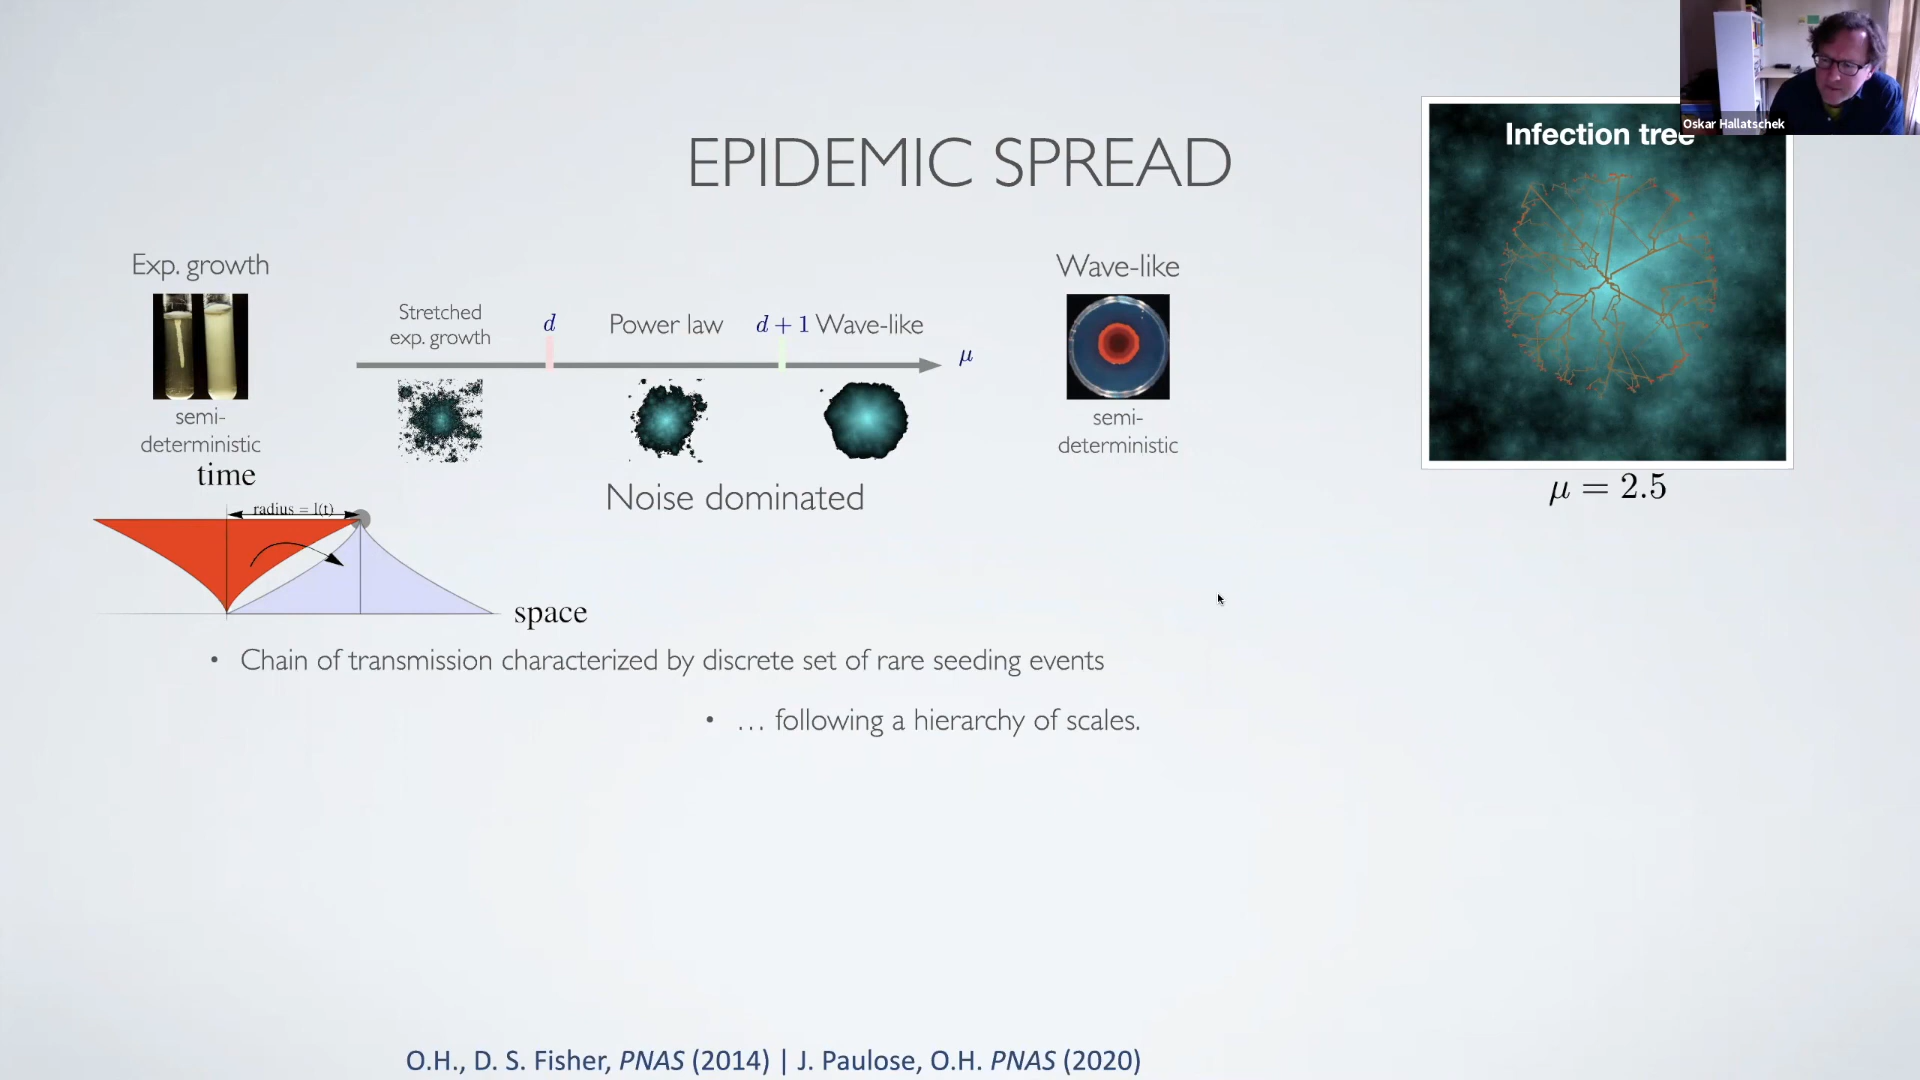 Oskar Hallatschek
EPIDEMIC SPREAD
Infection tree
Exp. growth
Wave-like
Stretched
exp. growth
d
Power law
d + 1
Wave-like
μ
semi-
deterministic
semi-
deterministic
Noise dominated
μ = 2.5
time
radius = l(t)
space
• Chain of transmission characterized by discrete set of rare seeding events
• … following a hierarchy of scales.
O.H., D. S. Fisher, PNAS (2014) | J. Paulose, O.H. PNAS (2020)